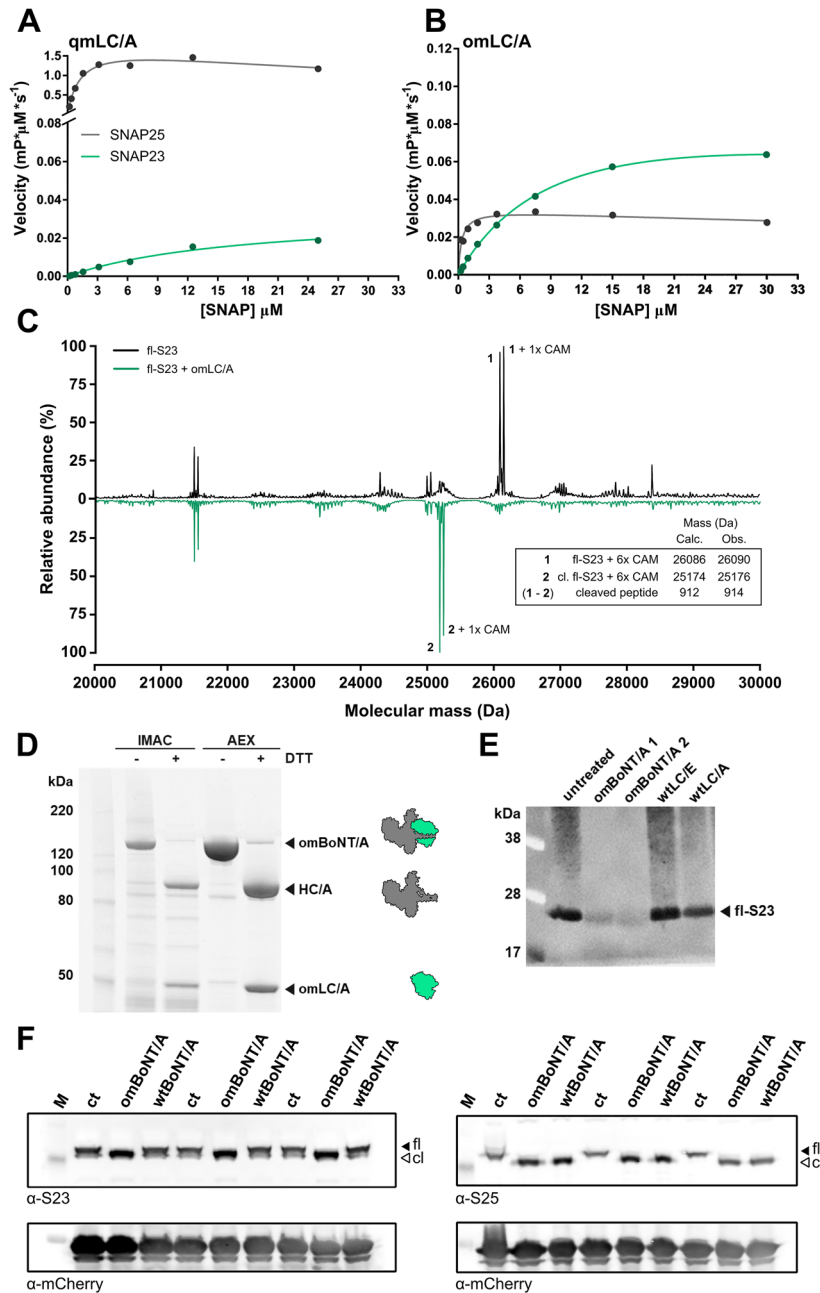 A
qmLC/A
Velocity (mP*μM*s⁻¹)
1.5
1.0
0.5
0.08
0.06
0.04
0.02
0.00
SNAP25
SNAP23
0 3 6 9 12 15 18 21 24 27 30 33
[SNAP] μM
B
omLC/A
Velocity (mP*μM*s⁻¹)
0.12
0.10
0.08
0.06
0.04
0.02
0.00
0 3 6 9 12 15 18 21 24 27 30 33
[SNAP] μM
C
fl-S23
fl-S23 + omLC/A
Relative abundance (%)
100
75
50
25
0
25
50
75
100
1
1 + 1x CAM
2
2 + 1x CAM
Mass (Da)
Calc. Obs.
1 fl-S23 + 6x CAM 26086 26090
2 cl. fl-S23 + 6x CAM 25174 25176
(1 - 2) cleaved peptide 912 914
20000 21000 22000 23000 24000 25000 26000 27000 28000 29000 30000
Molecular mass (Da)
D
IMAC AEX
- + - + DTT
kDa
220
120
100
80
50
omBoNT/A
HC/A
omLC/A
E
untreated omBoNT/A 1 omBoNT/A 2 wtLC/E wtLC/A
kDa
38
28
17
fl-S23
F
M ct omBoNT/A wtBoNT/A ct omBoNT/A wtBoNT/A ct omBoNT/A wtBoNT/A
fl
cl
α-S23
α-mCherry
M ct omBoNT/A wtBoNT/A ct omBoNT/A wtBoNT/A ct omBoNT/A wtBoNT/A
fl
c
α-S25
α-mCherry